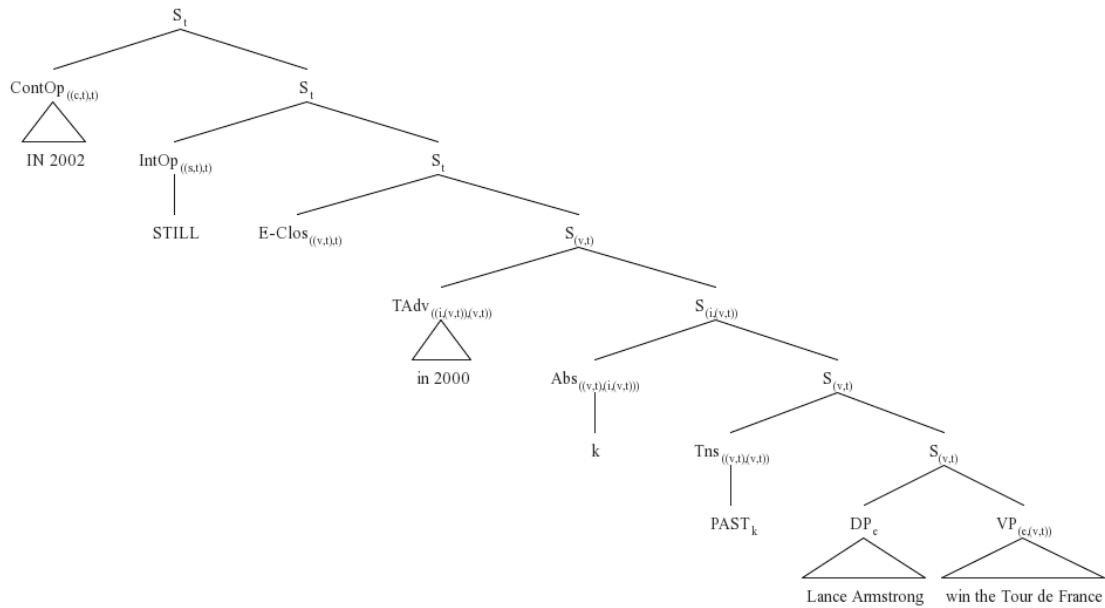 S_t
ContOp_((c,t),t) S_t
IN 2002 IntOp_((s,t),t) S_t
STILL E-Clos_((v,t),t) S_(v,t)
TAdv_((i,(v,t)),(v,t)) S_(i,(v,t))
in 2000 Abs_((v,t),(i,(v,t))) S_(v,t)
k Tns_((v,t),(v,t)) S_(v,t)
PAST_k DP_e VP_(e,(v,t))
Lance Armstrong win the Tour de France